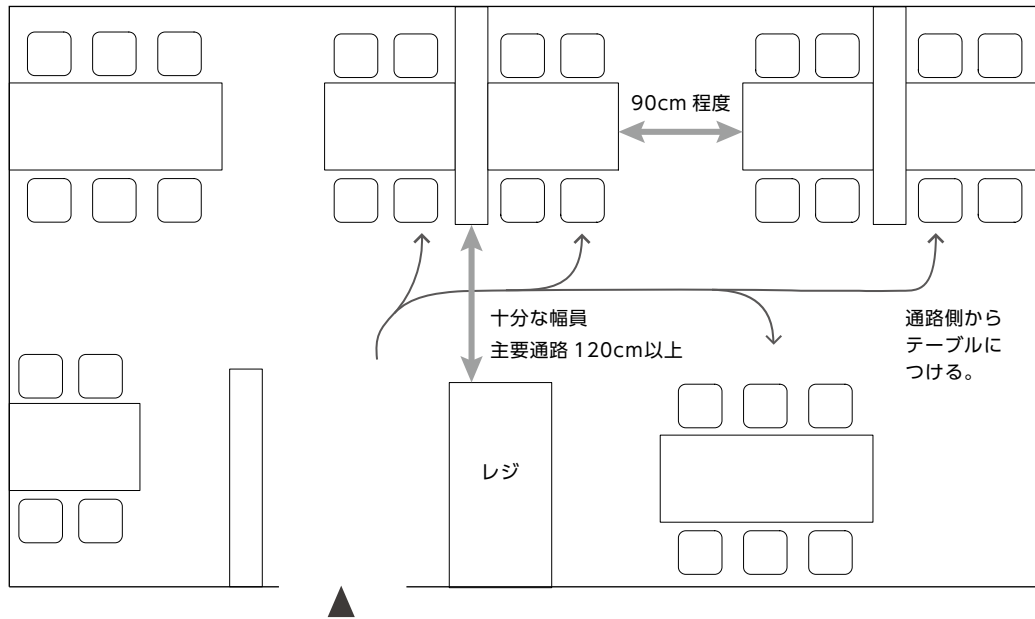 90cm 程度
十分な幅員
主要通路 120cm以上
通路側から
テーブルに
つける。
レジ